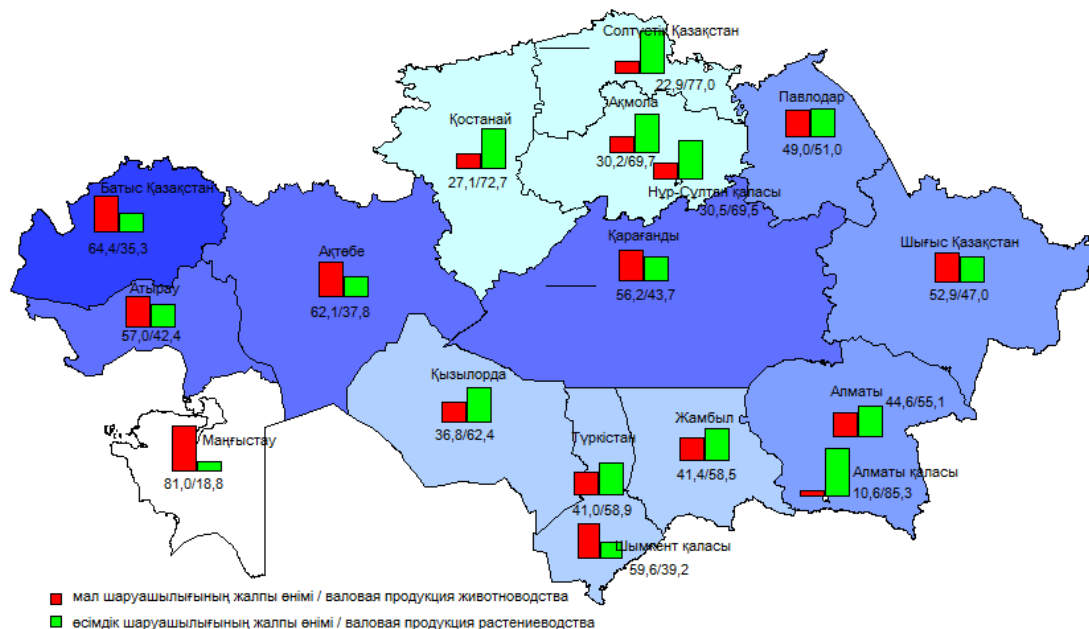 Солтүстік Қазақстан
22,9/77,0
Ақмола
30,2/69,7
Павлодар
49,0/51,0
Қостанай
27,1/72,7
Нұр-Сұлтан қаласы
30,5/69,5
Батыс Қазақстан
64,4/35,3
Ақтөбе
62,1/37,8
Қарағанды
56,2/43,7
Шығыс Қазақстан
52,9/47,0
Атырау
57,0/42,4
Қызылорда
36,8/62,4
Алматы
44,6/55,1
Жамбыл
41,4/58,5
Маңғыстау
81,0/18,8
Түркістан
41,0/58,9
Алматы қаласы
10,6/85,3
Шымкент қаласы
59,6/39,2
мал шаруашылығының жалпы өнімі / валовая продукция животноводства
өсімдік шаруашылығының жалпы өнімі / валовая продукция растениеводства